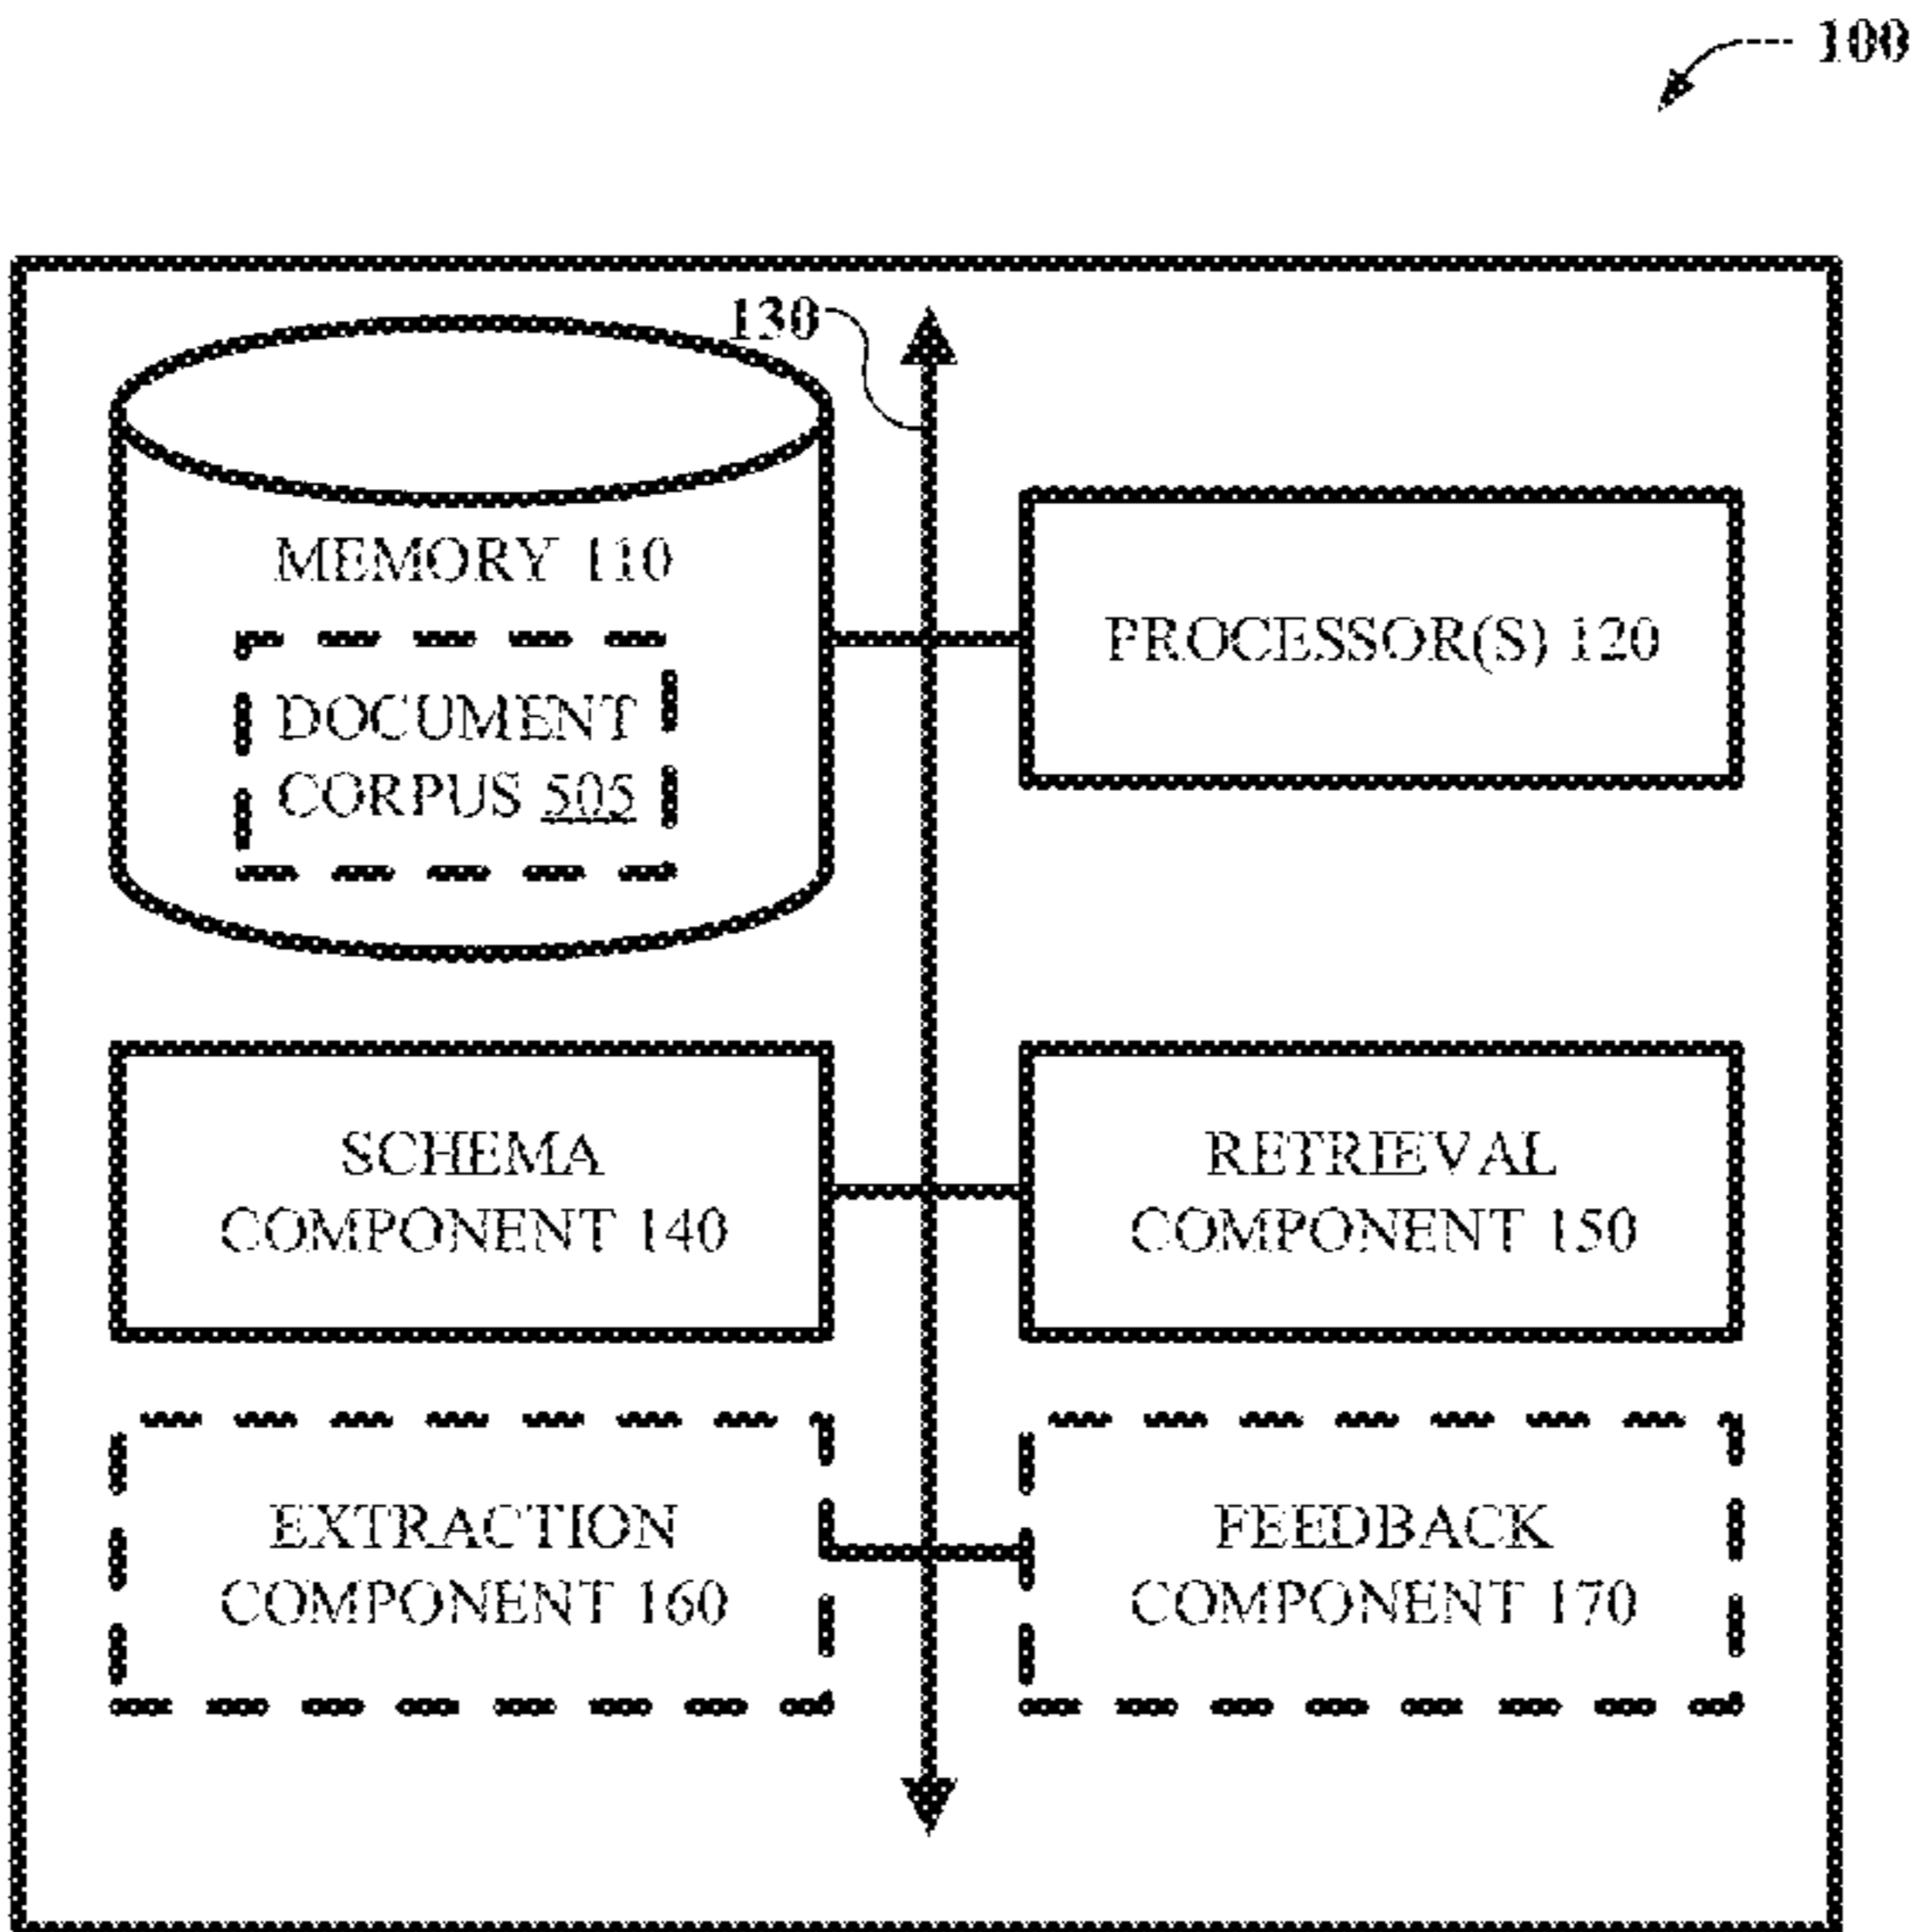 100
130
MEMORY 110
DOCUMENT
CORPUS 505
PROCESSOR(S) 120
SCHEMA
COMPONENT 140
RETRIEVAL
COMPONENT 150
EXTRACTION
COMPONENT 160
FEEDBACK
COMPONENT 170